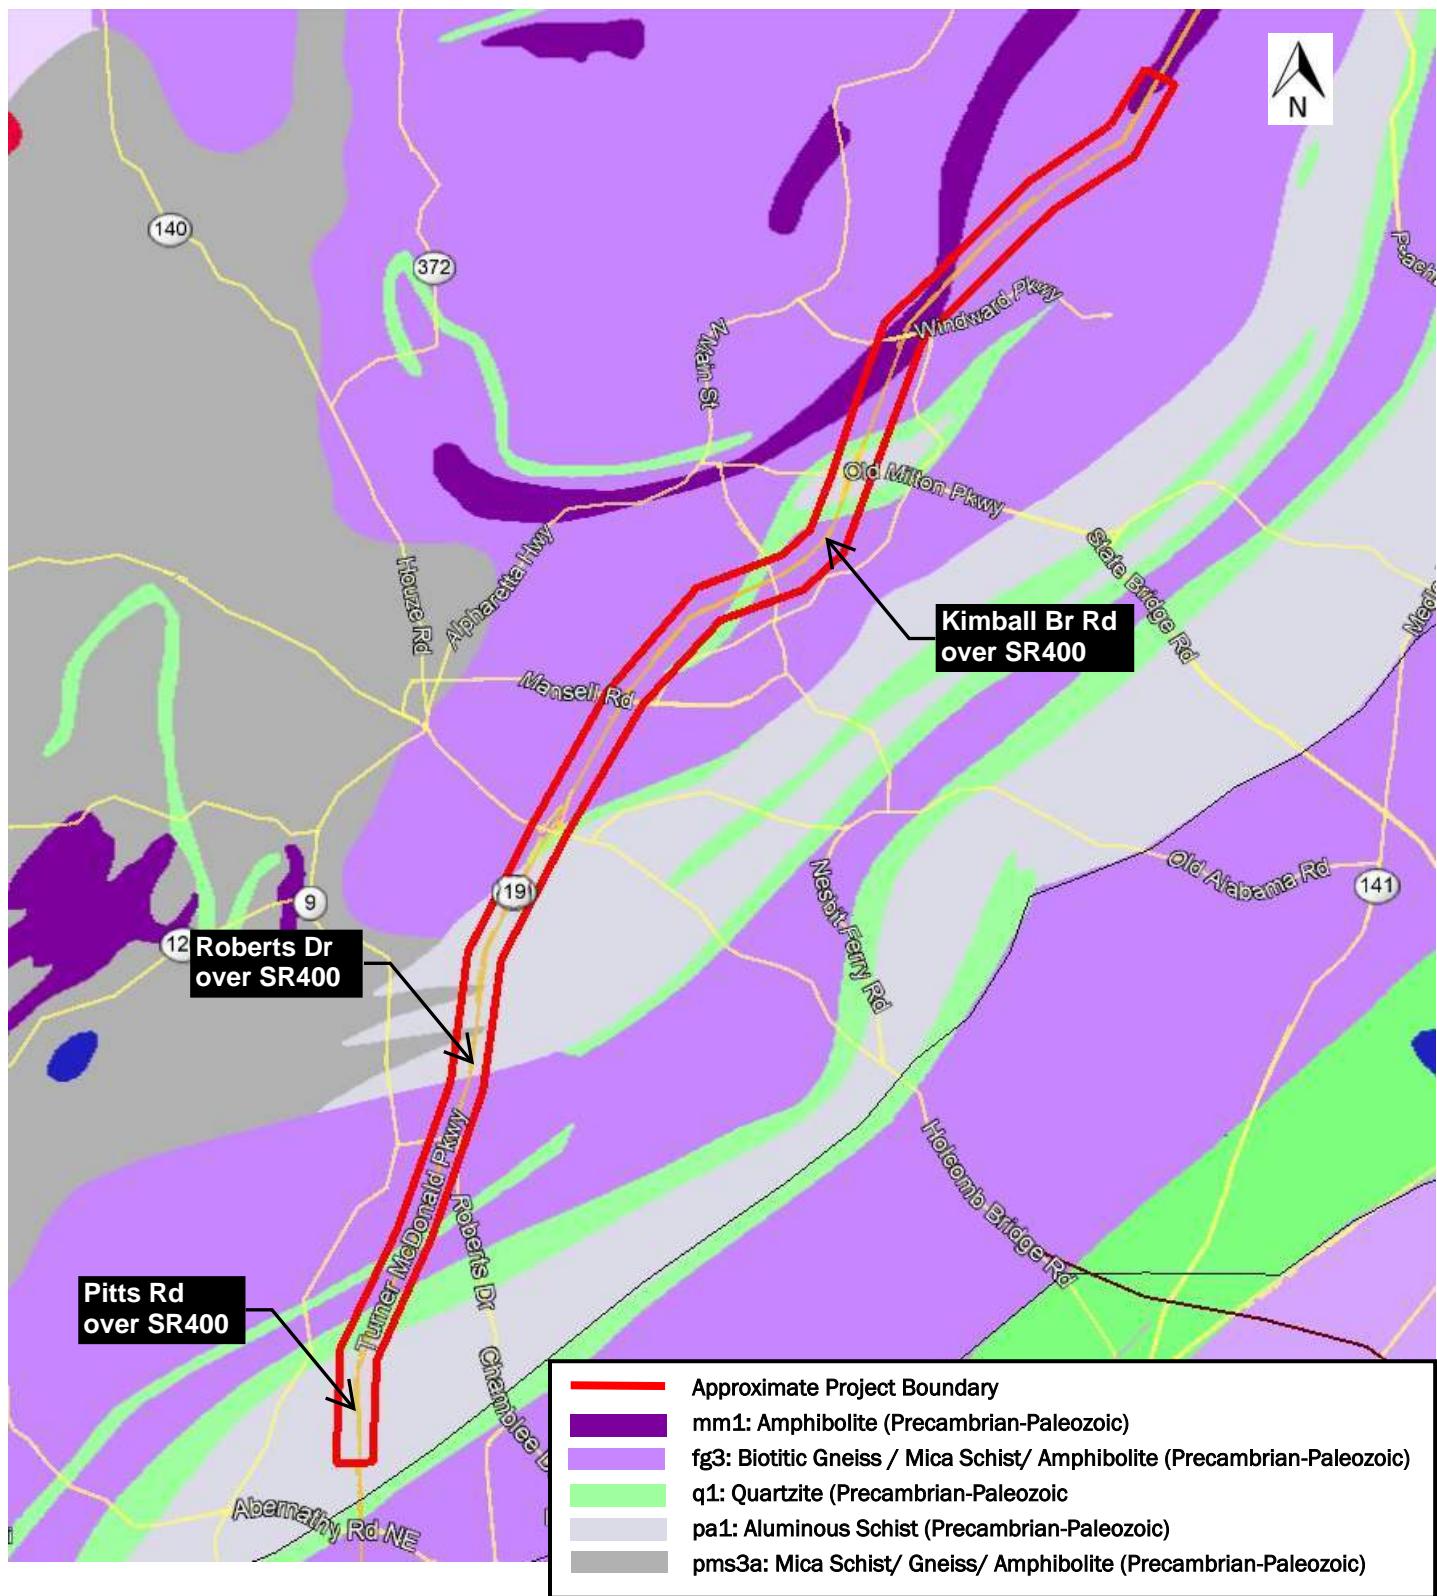 N
140
372
Peacht
Windward Pkwy
N Main St
Old Milton Pkwy
State Bridge Rd
Houze Rd
Alpharetta Hwy
Kimball Br Rd
over SR400
Mansell Rd
Medlo
19
Nesbit Ferry Rd
Old Alabama Rd
141
9
12
Roberts Dr
over SR400
Turner McDonald Pkwy
Roberts Dr
Holcomb Bridge Rd
Pitts Rd
over SR400
Chamblee D
Abernathy Rd NE
Approximate Project Boundary
mm1: Amphibolite (Precambrian-Paleozoic)
fg3: Biotitic Gneiss / Mica Schist/ Amphibolite (Precambrian-Paleozoic)
q1: Quartzite (Precambrian-Paleozoic
pa1: Aluminous Schist (Precambrian-Paleozoic)
pms3a: Mica Schist/ Gneiss/ Amphibolite (Precambrian-Paleozoic)